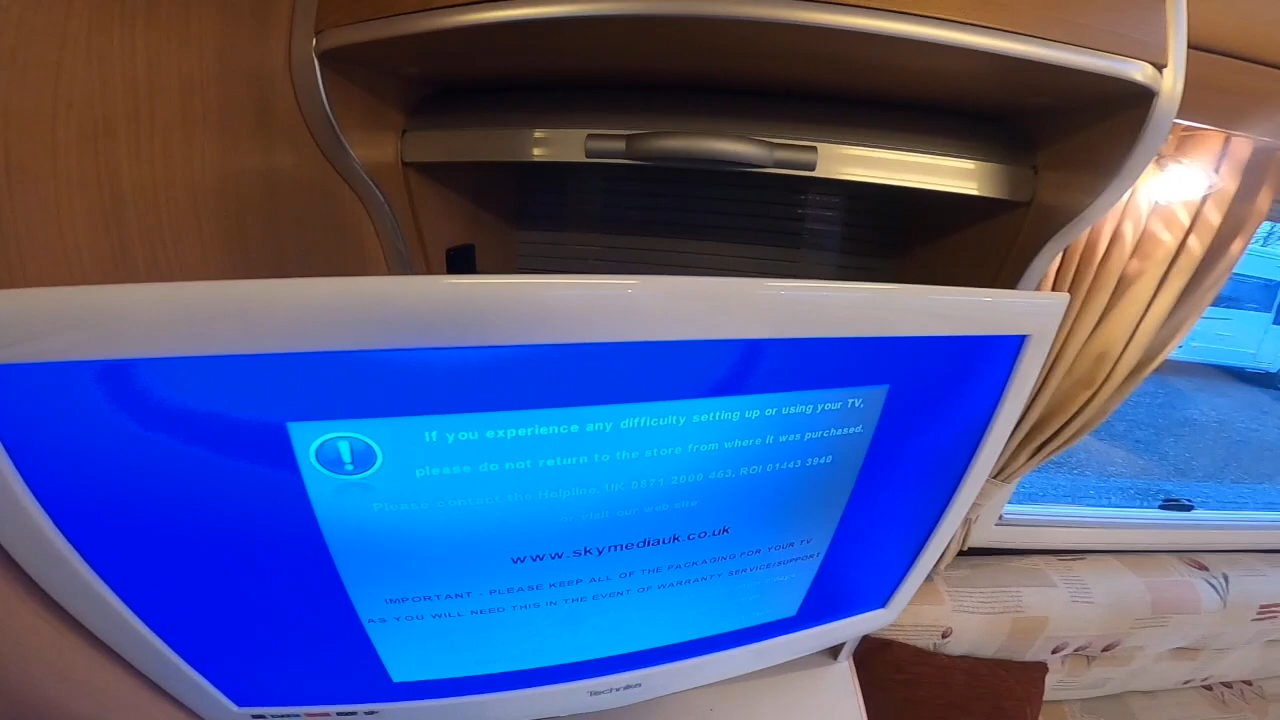 If you experience any difficulty setting up or using your TV,
please do not return to the store from where it was purchased.
Please contact the Helpline, UK 0871 2000 463, ROI 01443 3940
or visit our web site
www.skymediauk.co.uk
IMPORTANT - PLEASE KEEP ALL OF THE PACKAGING FOR YOUR TV
AS YOU WILL NEED THIS IN THE EVENT OF WARRANTY SERVICE/SUPPORT
Technika